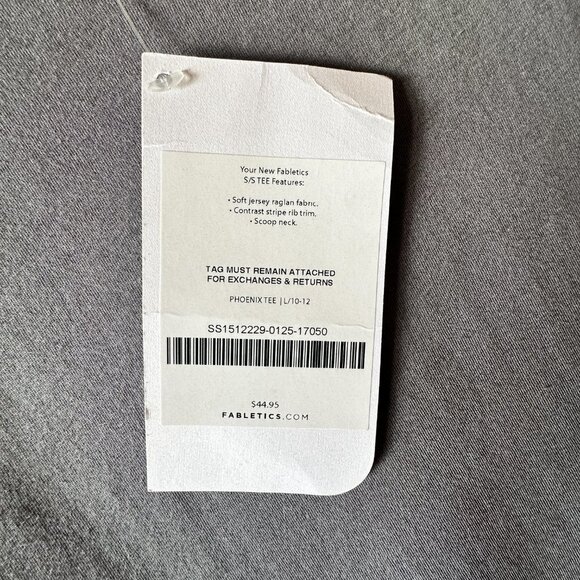 Your New Fabletics
S/S TEE Features:
• Soft jersey raglan fabric.
• Contrast stripe rib trim.
• Scoop neck.
TAG MUST REMAIN ATTACHED
FOR EXCHANGES & RETURNS
PHOENIX TEE | L/10-12
SS1512229-0125-17050
$44.95
FABLETICS.COM